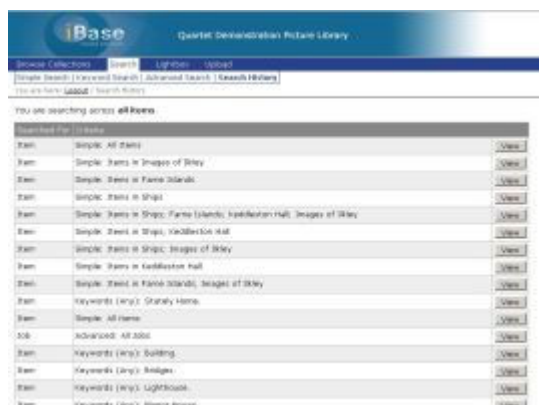 iBase
Quartet Demonstration Picture Library
Browse Collections Search Lightbox Upload
Simple Search | Keyword Search | Advanced Search | Search History
You are here: Logout / Search History
You are searching across all items.
Searched For Criteria
Item Simple: All Items View
Item Simple: Items in Images of Ilkley View
Item Simple: Items in Farne Islands View
Item Simple: Items in Ships View
Item Simple: Items in Ships; Farne Islands; Keddleston Hall; Images of Ilkley View
Item Simple: Items in Ships; Keddleston Hall View
Item Simple: Items in Ships; Images of Ilkley View
Item Simple: Items in Keddleston Hall View
Item Simple: Items in Farne Islands; Images of Ilkley View
Item Keywords (Any): Stately Home. View
Item Simple: All Items View
Job Advanced: All Jobs View
Item Keywords (Any): Building. View
Item Keywords (Any): Bridges. View
Item Keywords (Any): Lighthouse. View
Item Keywords (Any): View